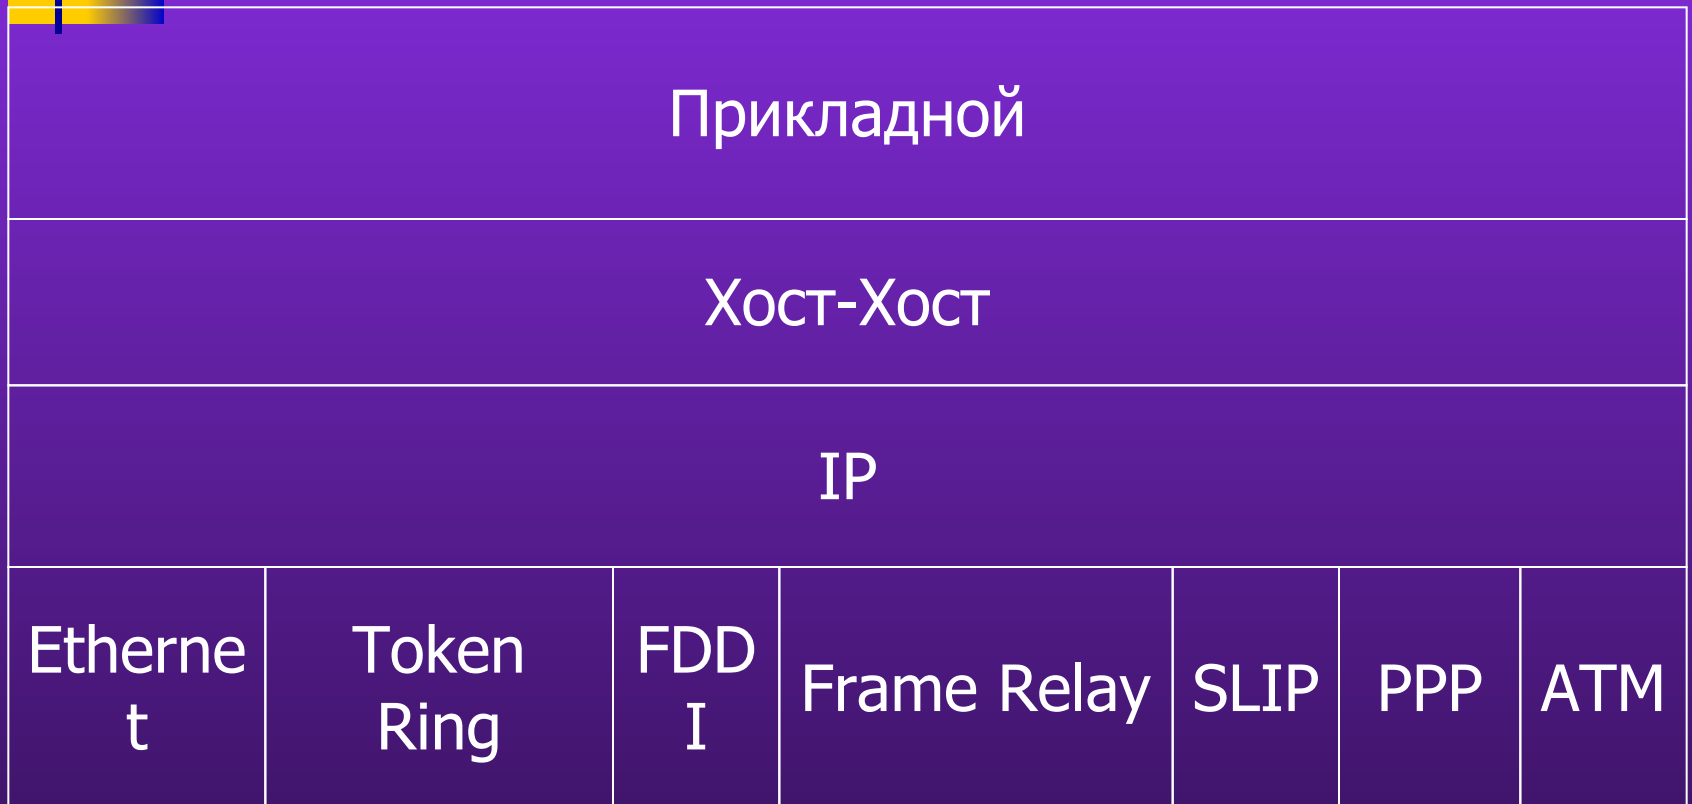 Прикладной
Хост-Хост
IP
Etherne
t
Token
Ring
FDD
I
Frame Relay
SLIP
PPP
ATM